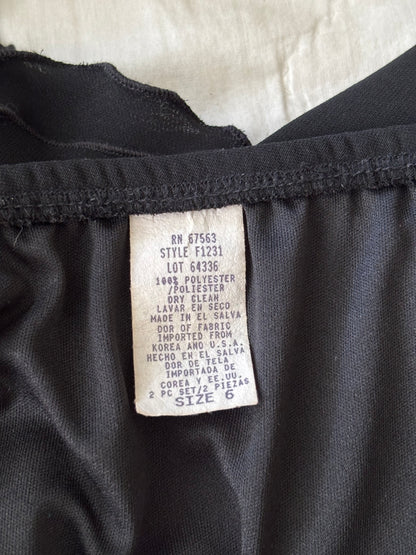 RN 67563
STYLE F1231
LOT 64336
100% POLYESTER
/POLIESTER
DRY CLEAN
LAVAR EN SECO
MADE IN EL SALVA
DOR OF FABRIC
IMPORTED FROM
KOREA AND U.S.A.
HECHO EN EL SALVA
DOR DE TELA
IMPORTADA DE
COREA Y EE.UU.
2 PC SET/2 PIEZAS
SIZE 6